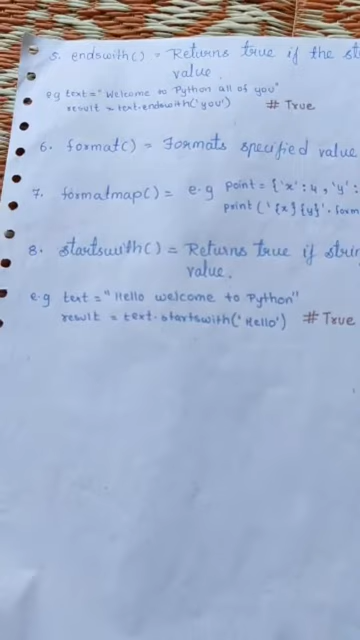 5. endswith() = Returns true if the
value.
e.g text = "Welcome to Python all of you"
result = text.endswith('you') # True
6. format() = Formats specified value
7. formatmap() = e.g point = {'x':4,'y':
print('{x}{y}'.form
8. startswith() = Returns true if
value.
e.g text = "Hello welcome to Python"
result = text.startswith('Hello') # True